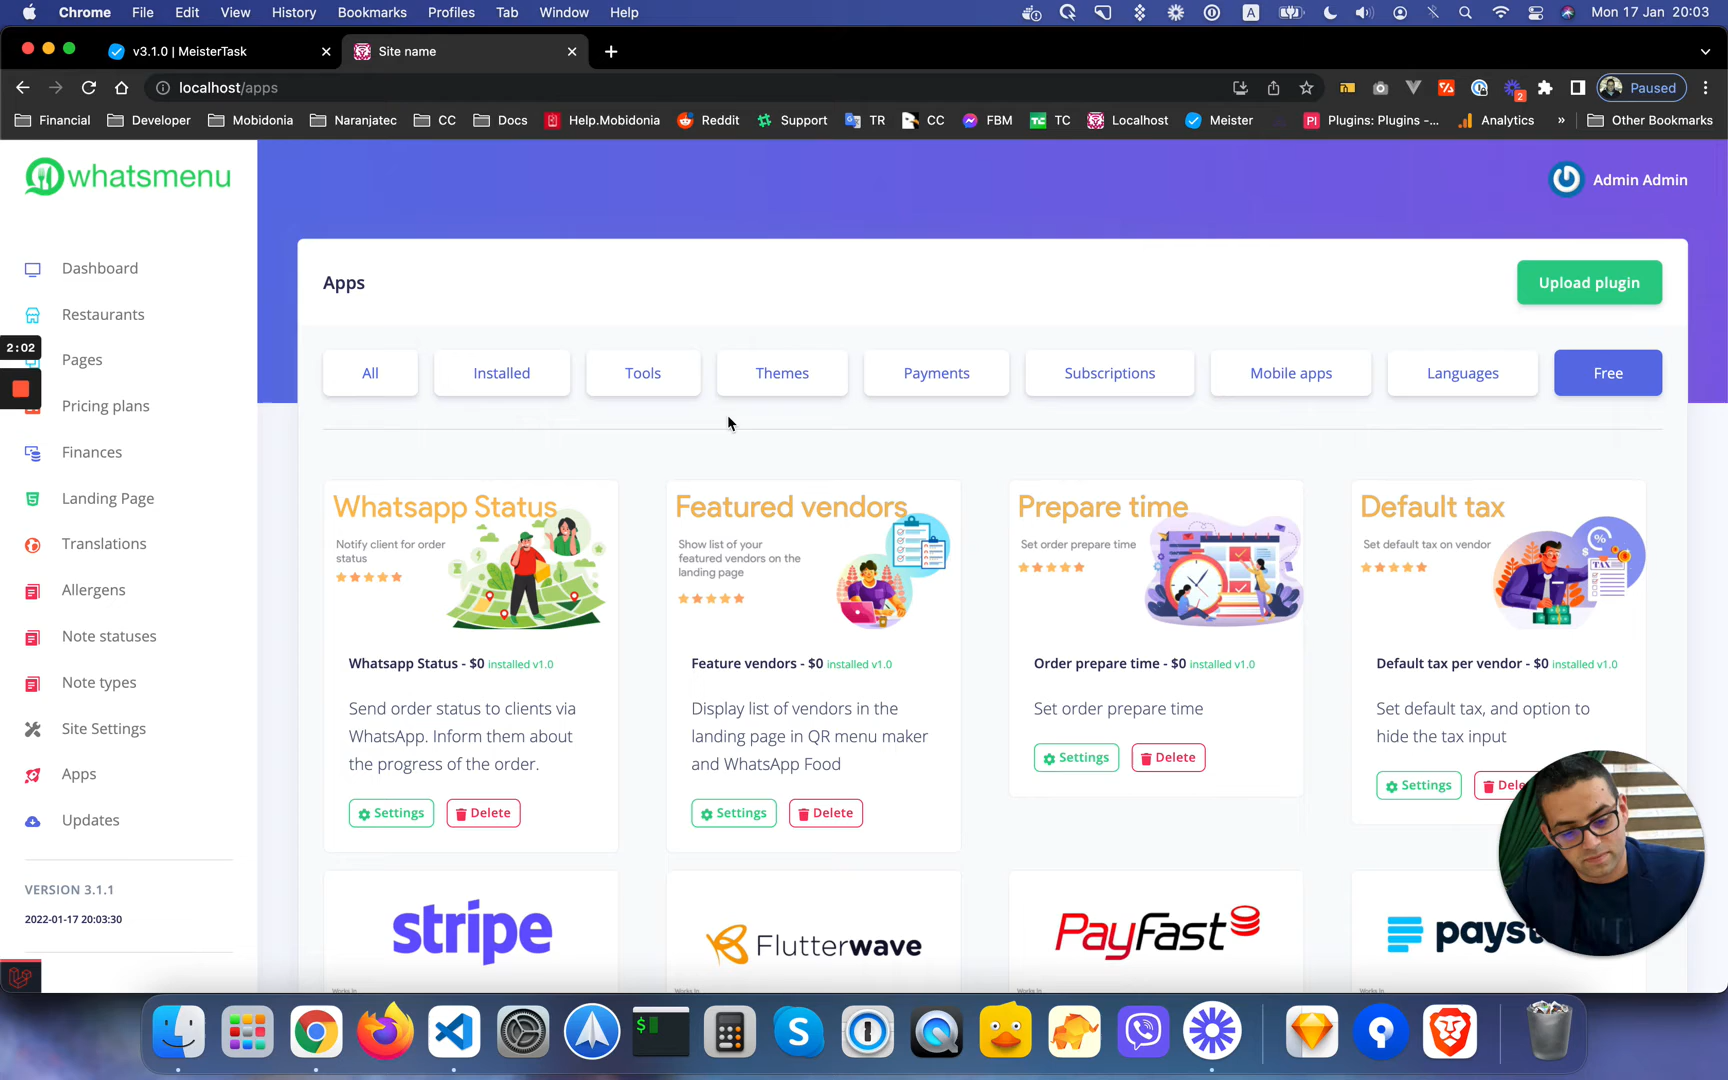 Chrome File Edit View History Bookmarks Profiles Tab Window Help A Mon 17 Jan 20:03
v3.1.0 | MeisterTask Site name
localhost/apps 2 Paused
Financial Developer Mobidonia Naranjatec CC Docs Help.Mobidonia Reddit Support TR CC FBM TC Localhost Meister PI Plugins: Plugins -... Analytics » Other Bookmarks
whatsmenu
Admin Admin
Dashboard
Restaurants
2:02
Pages
Pricing plans
Finances
Landing Page
Translations
Allergens
Note statuses
Note types
Site Settings
Apps
Updates
VERSION 3.1.1
2022-01-17 20:03:30
Apps
Upload plugin
All Installed Tools Themes Payments Subscriptions Mobile apps Languages Free
Whatsapp Status
Notify client for order
status
Whatsapp Status - $0 installed v1.0
Send order status to clients via
WhatsApp. Inform them about
the progress of the order.
Settings Delete
Featured vendors
Show list of your
featured vendors on the
landing page
Feature vendors - $0 installed v1.0
Display list of vendors in the
landing page in QR menu maker
and WhatsApp Food
Settings Delete
Prepare time
Set order prepare time
Order prepare time - $0 installed v1.0
Set order prepare time
Settings Delete
Default tax
Set default tax on vendor
%
TAX
Default tax per vendor - $0 installed v1.0
Set default tax, and option to
hide the tax input
Settings Dele
stripe
Flutterwave
PayFast
payst